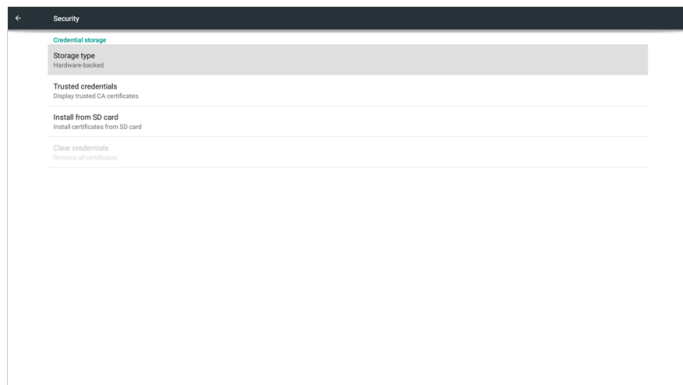 Security
Credential storage
Storage type
Hardware-backed
Trusted credentials
Display trusted CA certificates
Install from SD card
Install certificates from SD card
Clear credentials
Remove all certificates